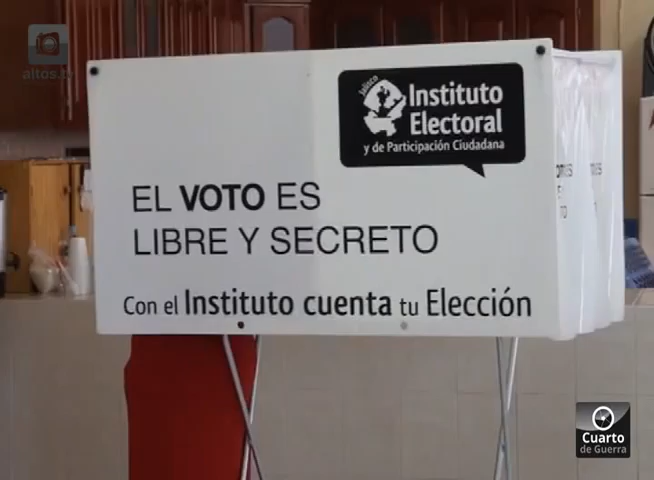 altos.tv
Jalisco
Instituto
Electoral
y de Participación Ciudadana
EL VOTO ES
LIBRE Y SECRETO
Con el Instituto cuenta tu Elección
Cuarto
de Guerra